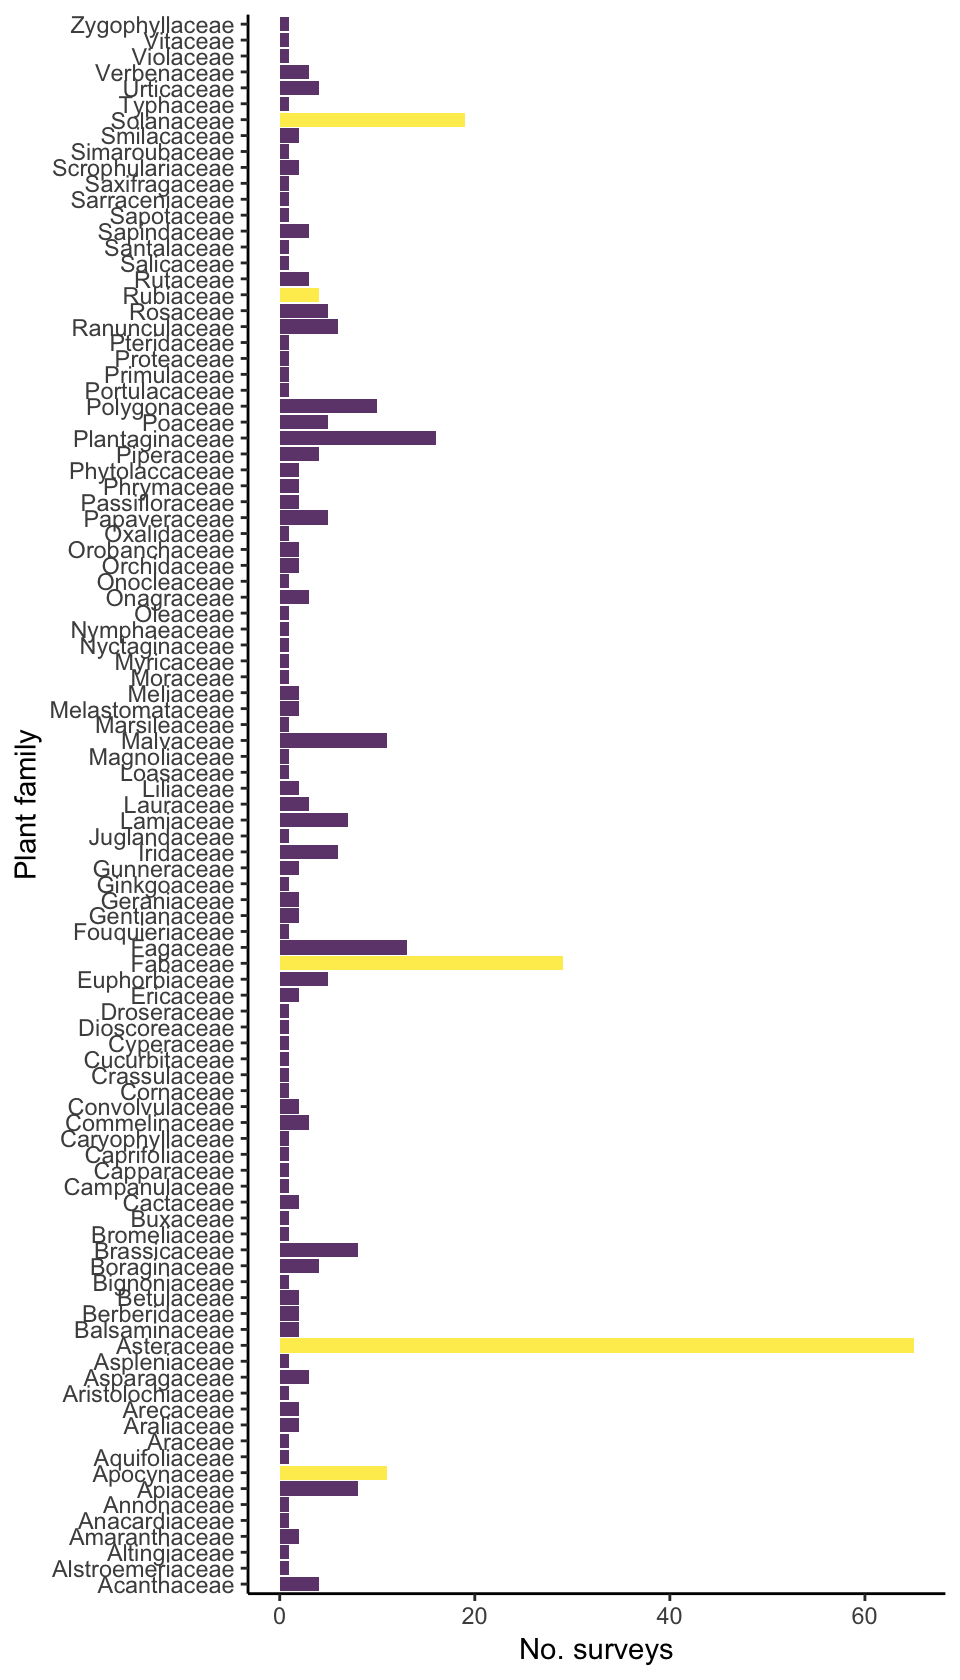 Zygophyllaceae
Vitaceae
Violaceae
Verbenaceae
Urticaceae
Typhaceae
Solanaceae
Smilacaceae
Simaroubaceae
Scrophulariaceae
Saxifragaceae
Sarraceniaceae
Sapotaceae
Sapindaceae
Santalaceae
Salicaceae
Rutaceae
Rubiaceae
Rosaceae
Ranunculaceae
Pteridaceae
Proteaceae
Primulaceae
Portulacaceae
Polygonaceae
Poaceae
Plantaginaceae
Piperaceae
Phytolaccaceae
Phrymaceae
Passifloraceae
Papaveraceae
Oxalidaceae
Orobanchaceae
Orchidaceae
Onocleaceae
Onagraceae
Oleaceae
Nymphaeaceae
Nyctaginaceae
Myricaceae
Moraceae
Meliaceae
Melastomataceae
Marsileaceae
Malvaceae
Magnoliaceae
Loasaceae
Liliaceae
Lauraceae
Lamiaceae
Juglandaceae
Iridaceae
Gunneraceae
Ginkgoaceae
Geraniaceae
Gentianaceae
Fouquieriaceae
Fagaceae
Fabaceae
Euphorbiaceae
Ericaceae
Droseraceae
Dioscoreaceae
Cyperaceae
Cucurbitaceae
Crassulaceae
Cornaceae
Convolvulaceae
Commelinaceae
Caryophyllaceae
Caprifoliaceae
Capparaceae
Campanulaceae
Cactaceae
Buxaceae
Bromeliaceae
Brassicaceae
Boraginaceae
Bignoniaceae
Betulaceae
Berberidaceae
Balsaminaceae
Asteraceae
Aspleniaceae
Asparagaceae
Aristolochiaceae
Arecaceae
Araliaceae
Araceae
Aquifoliaceae
Apocynaceae
Apiaceae
Annonaceae
Anacardiaceae
Amaranthaceae
Altingiaceae
Alstroemeriaceae
Acanthaceae
Plant family
0 20 40 60
No. surveys